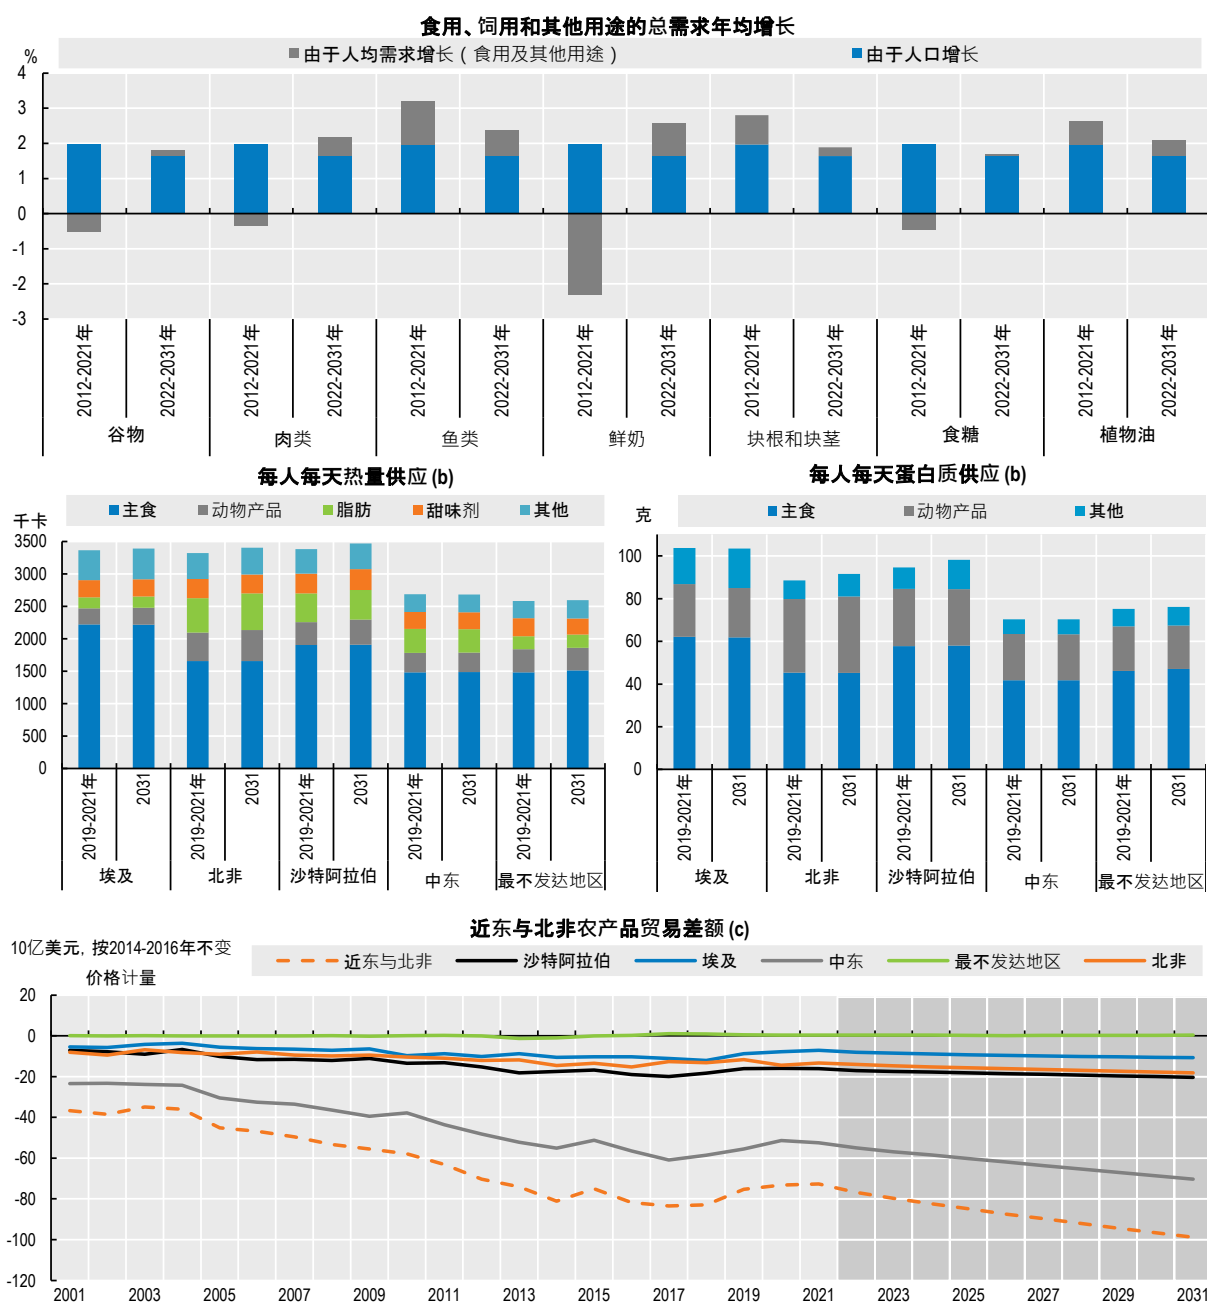 食用、饲用和其他用途的总需求年均增长
%
由于人均需求增长（食用及其他用途）
由于人口增长
4
3
2
1
0
-1
-2
-3
2012-2021年
2022-2031年
2012-2021年
2022-2031年
2012-2021年
2022-2031年
2012-2021年
2022-2031年
2012-2021年
2022-2031年
2012-2021年
2022-2031年
2012-2021年
2022-2031年
谷物
肉类
鱼类
鲜奶
块根和块茎
食糖
植物油
每人每天热量供应 (b)
主食
动物产品
脂肪
甜味剂
其他
千卡
3500
3000
2500
2000
1500
1000
500
0
2019-2021年
2031
2019-2021年
2031
2019-2021年
2031
2019-2021年
2031
2019-2021年
2031
埃及
北非
沙特阿拉伯
中东
最不发达地区
每人每天蛋白质供应 (b)
克
主食
动物产品
其他
100
80
60
40
20
0
2019-2021年
2031
2019-2021年
2031
2019-2021年
2031
2019-2021年
2031
2019-2021年
2031
埃及
北非
沙特阿拉伯
中东
最不发达地区
近东与北非农产品贸易差额 (c)
10亿美元，按2014-2016年不变
价格计量
近东与北非
沙特阿拉伯
埃及
中东
最不发达地区
北非
20
0
-20
-40
-60
-80
-100
-120
2001
2003
2005
2007
2009
2011
2013
2015
2017
2019
2021
2023
2025
2027
2029
2031